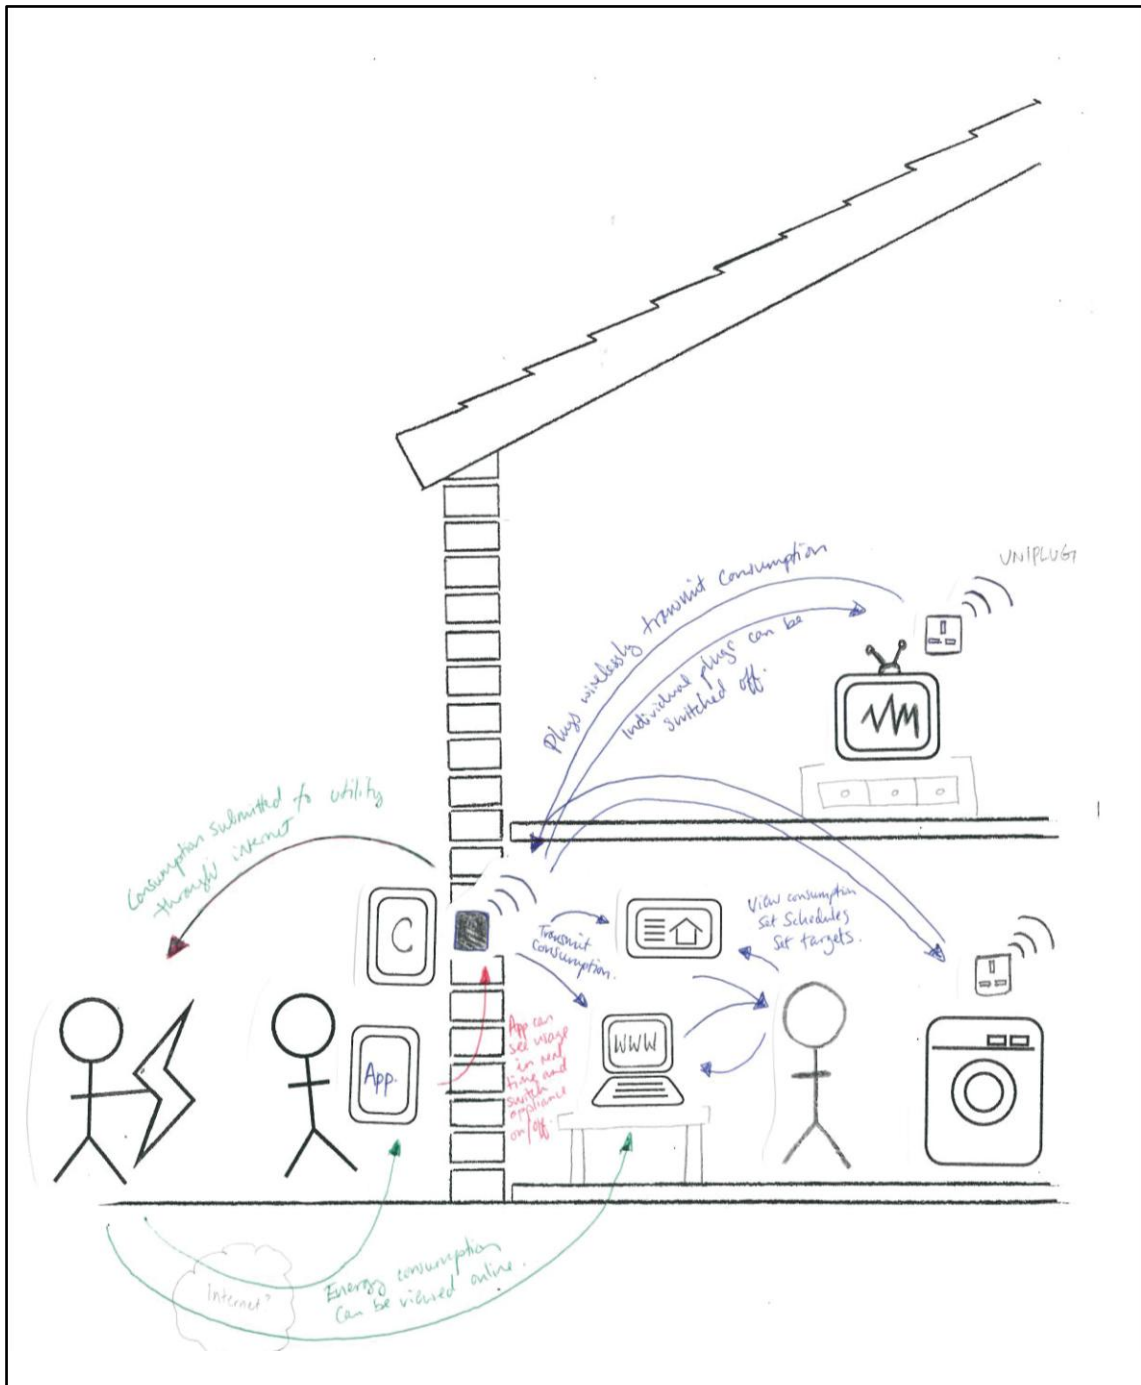 UNIPLUG
Plugs wirelessly transmit consumption
Individual plugs can be
switched off.
Consumption submitted to utility
through internet
C
Transmit
consumption.
View consumption
Set Schedules
Set targets.
App.
WWW
App can
see usage
in real
time and
switch
appliance
on/off.
Energy consumption
Can be viewed online.
Internet?